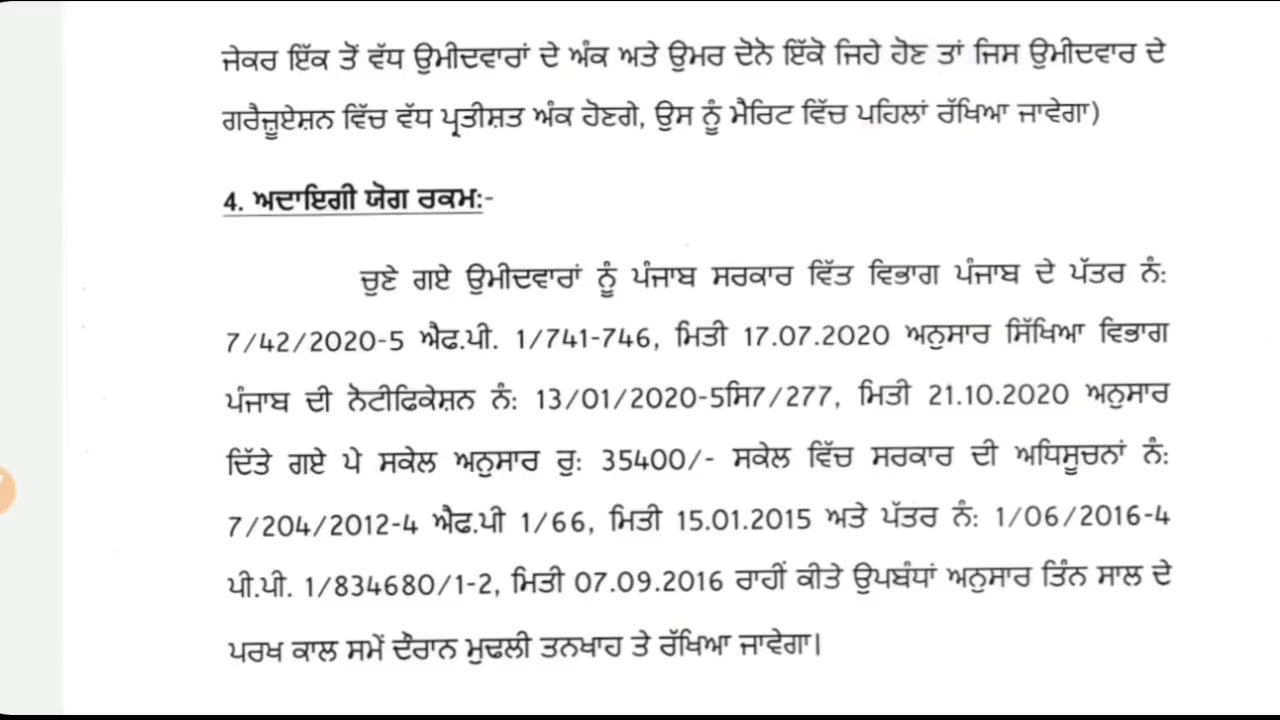 ਜੇਕਰ ਇੱਕ ਤੋਂ ਵੱਧ ਉਮੀਦਵਾਰਾਂ ਦੇ ਅੰਕ ਅਤੇ ਉਮਰ ਦੋਨੋ ਇੱਕੋ ਜਿਹੇ ਹੋਣ ਤਾਂ ਜਿਸ ਉਮੀਦਵਾਰ ਦੇ
ਗਰੈਜੂਏਸ਼ਨ ਵਿੱਚ ਵੱਧ ਪ੍ਰਤੀਸ਼ਤ ਅੰਕ ਹੋਣਗੇ, ਉਸ ਨੂੰ ਮੈਰਿਟ ਵਿੱਚ ਪਹਿਲਾਂ ਰੱਖਿਆ ਜਾਵੇਗਾ)
4. ਅਦਾਇਗੀ ਯੋਗ ਰਕਮ:-
ਚੁਣੇ ਗਏ ਉਮੀਦਵਾਰਾਂ ਨੂੰ ਪੰਜਾਬ ਸਰਕਾਰ ਵਿੱਤ ਵਿਭਾਗ ਪੰਜਾਬ ਦੇ ਪੱਤਰ ਨੰ:
7/42/2020-5 ਐਫ.ਪੀ. 1/741-746, ਮਿਤੀ 17.07.2020 ਅਨੁਸਾਰ ਸਿੱਖਿਆ ਵਿਭਾਗ
ਪੰਜਾਬ ਦੀ ਨੋਟੀਫਿਕੇਸ਼ਨ ਨੰ: 13/01/2020-5ਸਿ7/277, ਮਿਤੀ 21.10.2020 ਅਨੁਸਾਰ
ਦਿੱਤੇ ਗਏ ਪੇ ਸਕੇਲ ਅਨੁਸਾਰ ਰੁ: 35400/- ਸਕੇਲ ਵਿੱਚ ਸਰਕਾਰ ਦੀ ਅਧਿਸੂਚਨਾਂ ਨੰ:
7/204/2012-4 ਐਫ.ਪੀ 1/66, ਮਿਤੀ 15.01.2015 ਅਤੇ ਪੱਤਰ ਨੰ: 1/06/2016-4
ਪੀ.ਪੀ. 1/834680/1-2, ਮਿਤੀ 07.09.2016 ਰਾਹੀਂ ਕੀਤੇ ਉਪਬੰਧਾਂ ਅਨੁਸਾਰ ਤਿੰਨ ਸਾਲ ਦੇ
ਪਰਖ ਕਾਲ ਸਮੇਂ ਦੌਰਾਨ ਮੁਢਲੀ ਤਨਖਾਹ ਤੇ ਰੱਖਿਆ ਜਾਵੇਗਾ।